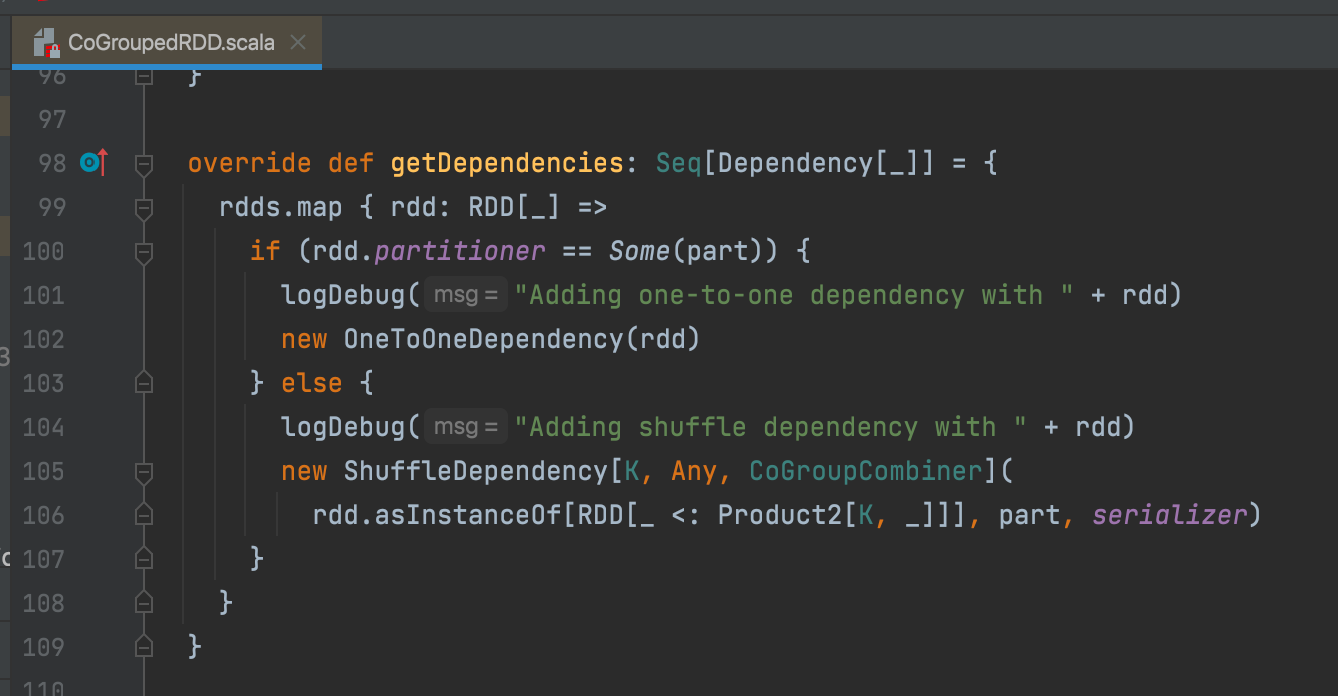 CoGroupedRDD.scala
96 }
97
98 override def getDependencies: Seq[Dependency[_]] = {
99 rdds.map { rdd: RDD[_] =>
100 if (rdd.partitioner == Some(part)) {
101 logDebug( msg = "Adding one-to-one dependency with " + rdd)
102 new OneToOneDependency(rdd)
103 } else {
104 logDebug( msg = "Adding shuffle dependency with " + rdd)
105 new ShuffleDependency[K, Any, CoGroupCombiner](
106 rdd.asInstanceOf[RDD[_ <: Product2[K, _]]], part, serializer)
107 }
108 }
109 }
110